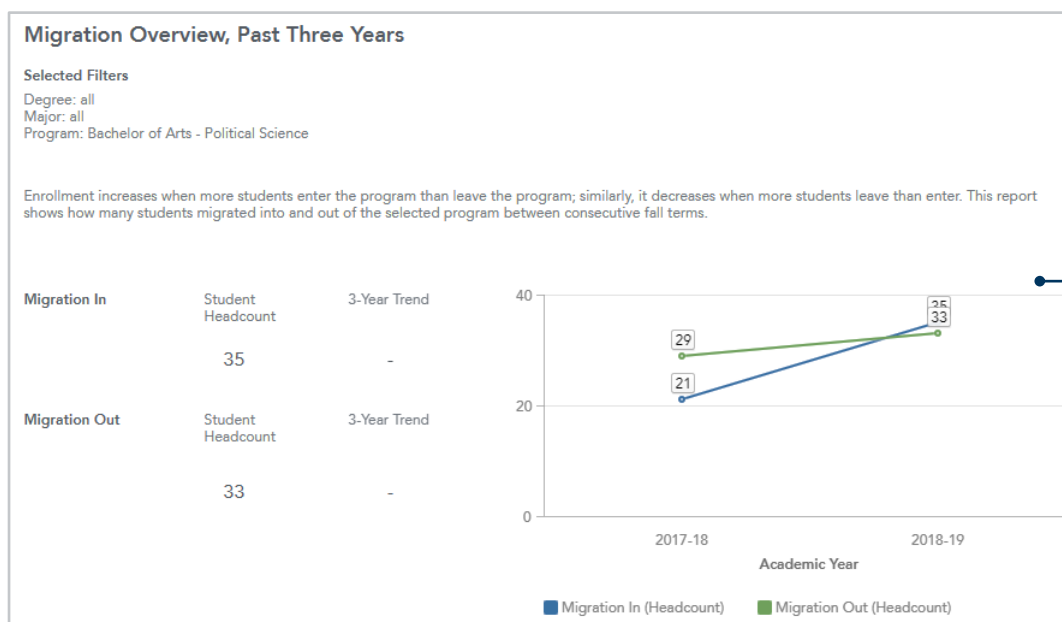 Migration Overview, Past Three Years
Selected Filters
Degree: all
Major: all
Program: Bachelor of Arts - Political Science
Enrollment increases when more students enter the program than leave the program; similarly, it decreases when more students leave than enter. This report
shows how many students migrated into and out of the selected program between consecutive fall terms.
Migration In
Student
Headcount
3-Year Trend
35
-
Migration Out
Student
Headcount
3-Year Trend
33
-
40
20
0
29
21
35
33
2017-18
2018-19
Academic Year
Migration In (Headcount)
Migration Out (Headcount)